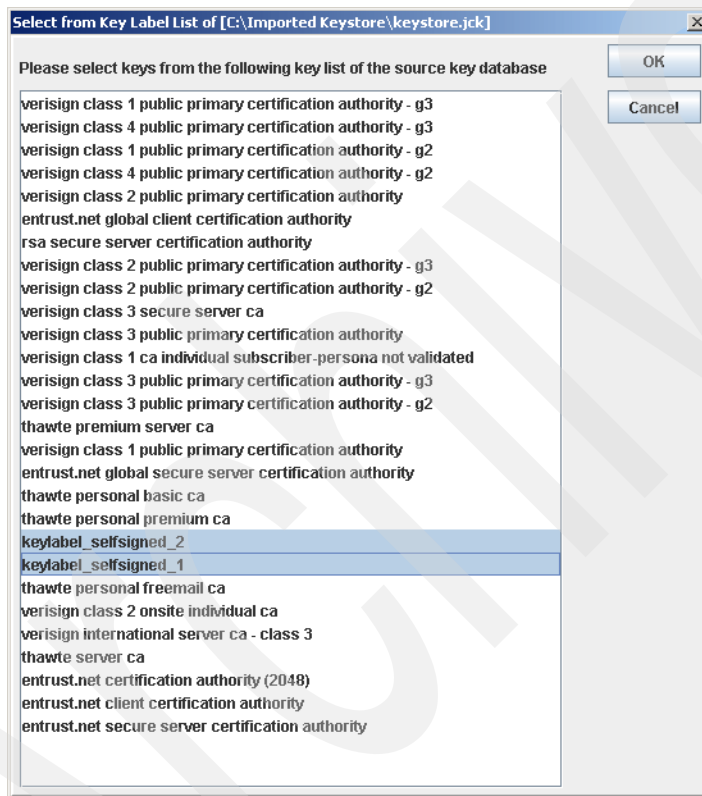 Select from Key Label List of [C:\Imported Keystore\keystore.jck]
Please select keys from the following key list of the source key database
OK
Cancel
verisign class 1 public primary certification authority - g3
verisign class 4 public primary certification authority - g3
verisign class 1 public primary certification authority - g2
verisign class 4 public primary certification authority - g2
verisign class 2 public primary certification authority
entrust.net global client certification authority
rsa secure server certification authority
verisign class 2 public primary certification authority - g3
verisign class 2 public primary certification authority - g2
verisign class 3 secure server ca
verisign class 3 public primary certification authority
verisign class 1 ca individual subscriber-persona not validated
verisign class 3 public primary certification authority - g3
verisign class 3 public primary certification authority - g2
thawte premium server ca
verisign class 1 public primary certification authority
entrust.net global secure server certification authority
thawte personal basic ca
thawte personal premium ca
keylabel_selfsigned_2
keylabel_selfsigned_1
thawte personal freemail ca
verisign class 2 onsite individual ca
verisign international server ca - class 3
thawte server ca
entrust.net certification authority (2048)
entrust.net client certification authority
entrust.net secure server certification authority